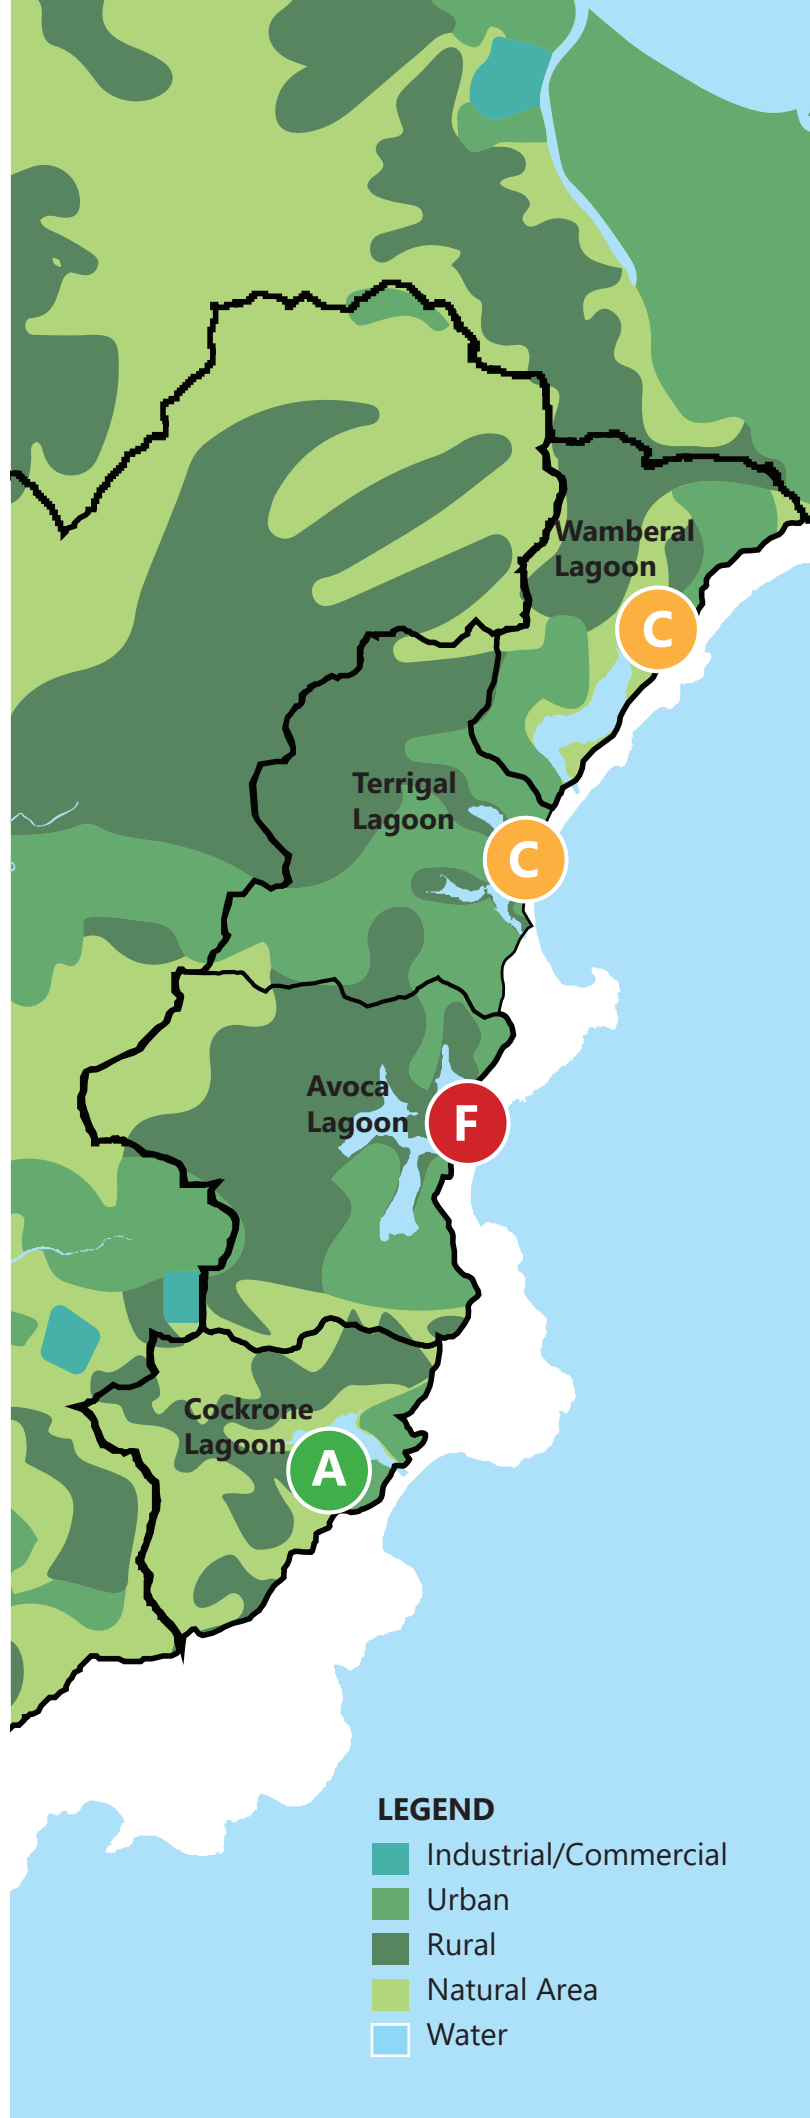 Wamberal
Lagoon
C
Terrigal
Lagoon
C
Avoca
Lagoon
F
Cockrone
Lagoon
A
LEGEND
Industrial/Commercial
Urban
Rural
Natural Area
Water